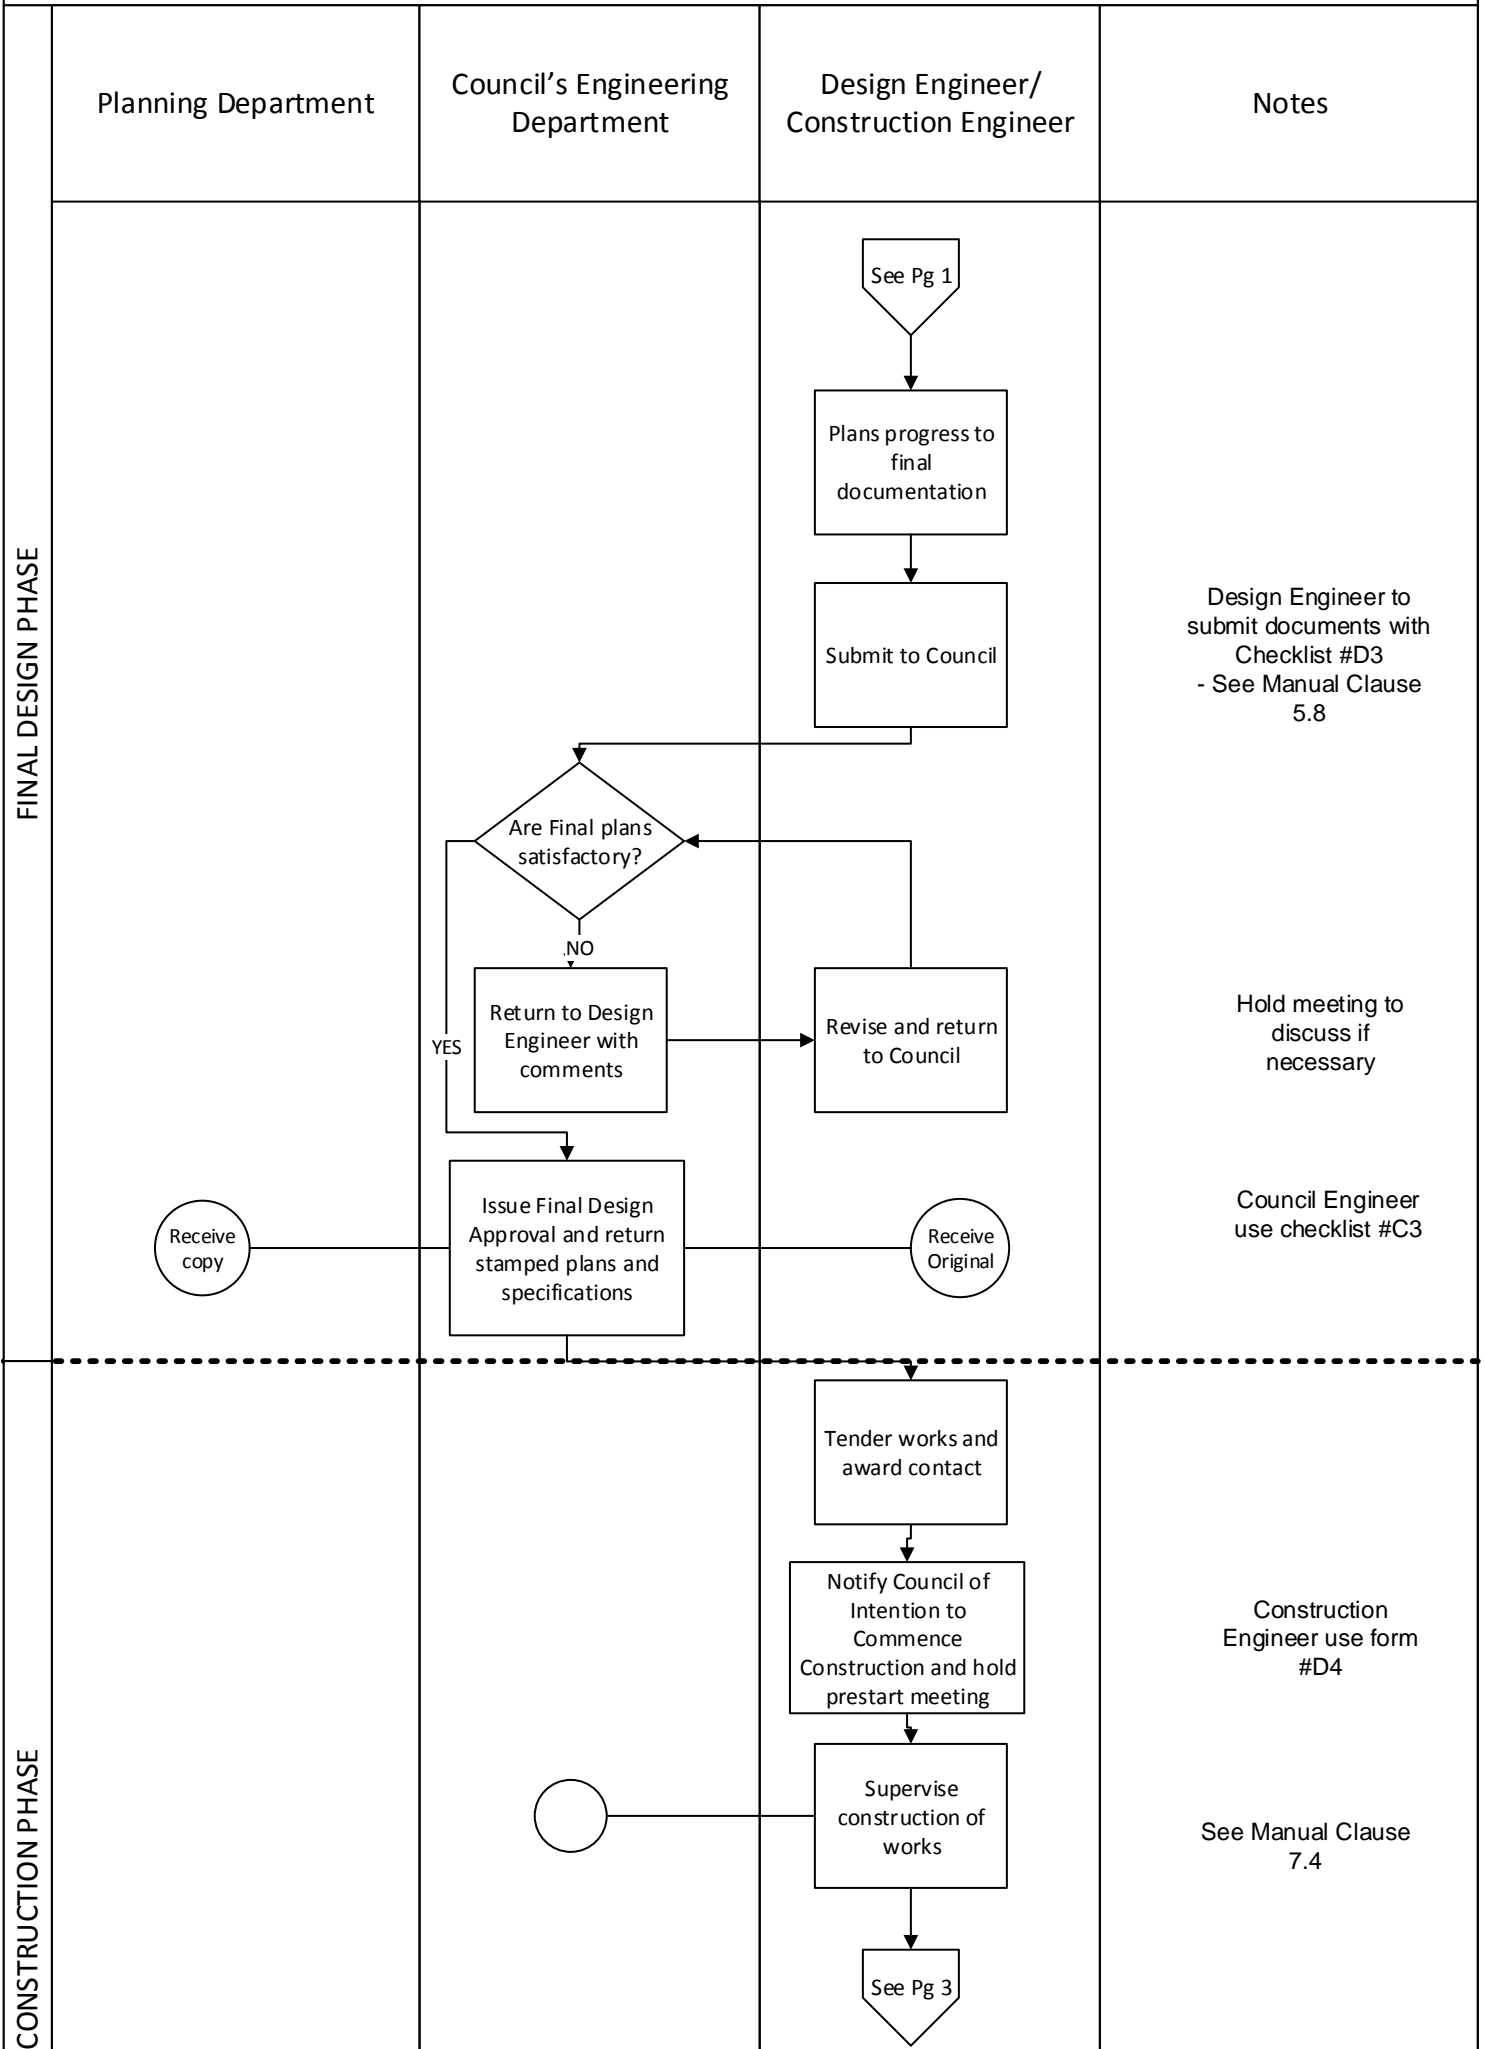 Planning Department
Council's Engineering
Department
Design Engineer/
Construction Engineer
Notes
FINAL DESIGN PHASE
See Pg 1
Plans progress to
final
documentation
Submit to Council
Design Engineer to
submit documents with
Checklist #D3
- See Manual Clause
5.8
Are Final plans
satisfactory?
NO
YES
Return to Design
Engineer with
comments
Revise and return
to Council
Hold meeting to
discuss if
necessary
Receive
copy
Issue Final Design
Approval and return
stamped plans and
specifications
Receive
Original
Council Engineer
use checklist #C3
CONSTRUCTION PHASE
Tender works and
award contact
Notify Council of
Intention to
Commence
Construction and hold
prestart meeting
Construction
Engineer use form
#D4
Supervise
construction of
works
See Manual Clause
7.4
See Pg 3